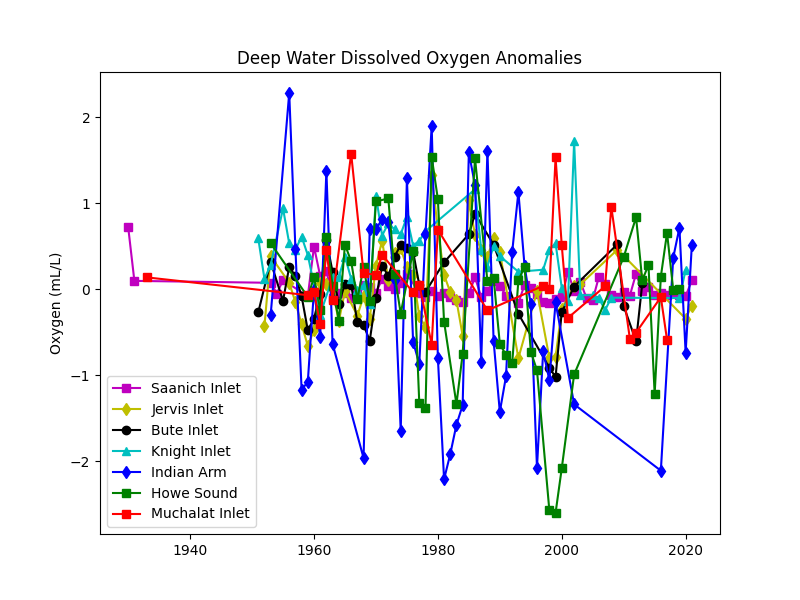 Deep Water Dissolved Oxygen Anomalies
Oxygen (mL/L)
2
1
0
−1
−2
Saanich Inlet
Jervis Inlet
Bute Inlet
Knight Inlet
Indian Arm
Howe Sound
Muchalat Inlet
1940 1960 1980 2000 2020